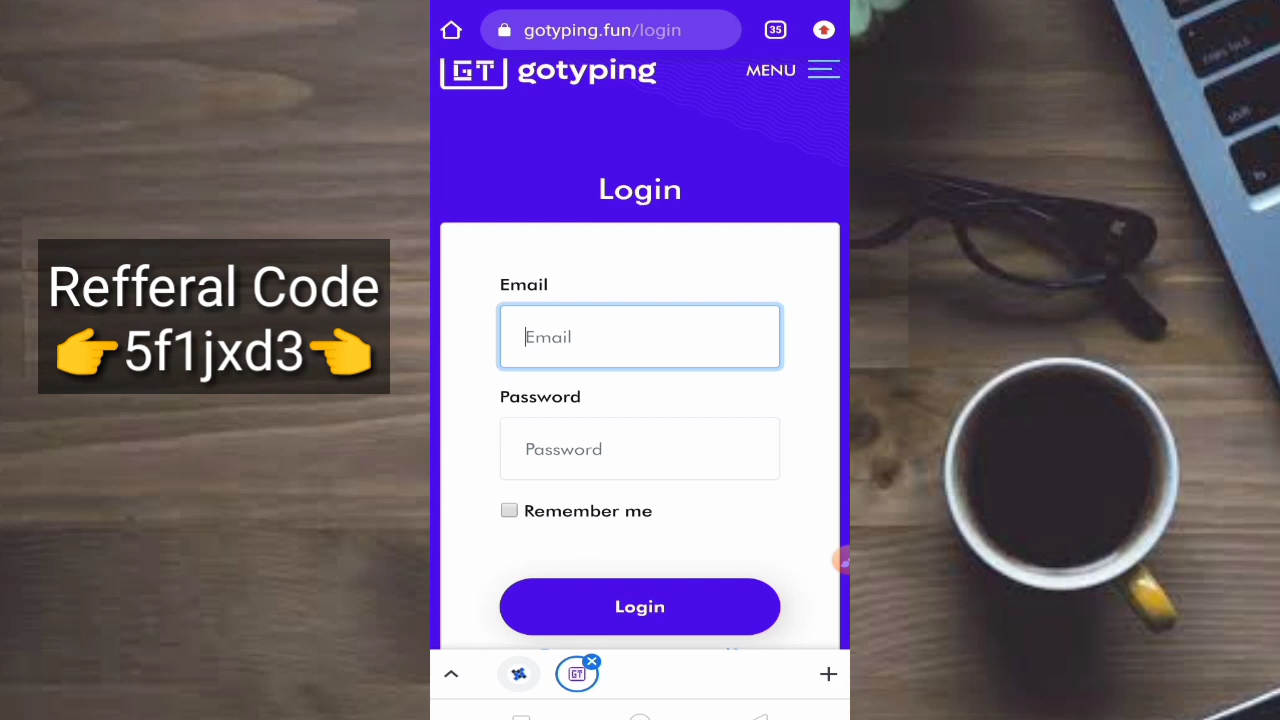 Refferal Code
👉5f1jxd3👈
gotyping.fun/login
35
GT gotyping
MENU
Login
Email
Email
Password
Password
Remember me
Login
GT
shift